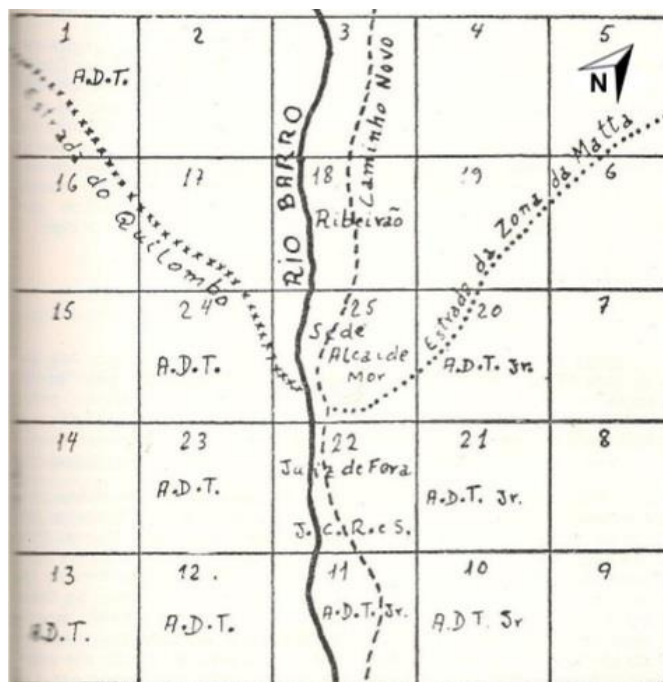 1 2 3 4 5
A.D.T.
N
Caminho Novo
Estrada do Quilombo
RIO BARRO
Estrada da Zona da Matta
16 17 18 19 6
Ribeirão
15 24 25 20 7
Séde
Alcaide
Mor
A.D.T. A.D.T. Jr.
14 23 22 21 8
Juiz de Fora
A.D.T. A.D.T. Jr.
J. C. R. e S.
13 12. 11 10 9
D.T. A.D.T. A.D.T. Jr. A.D T. Jr